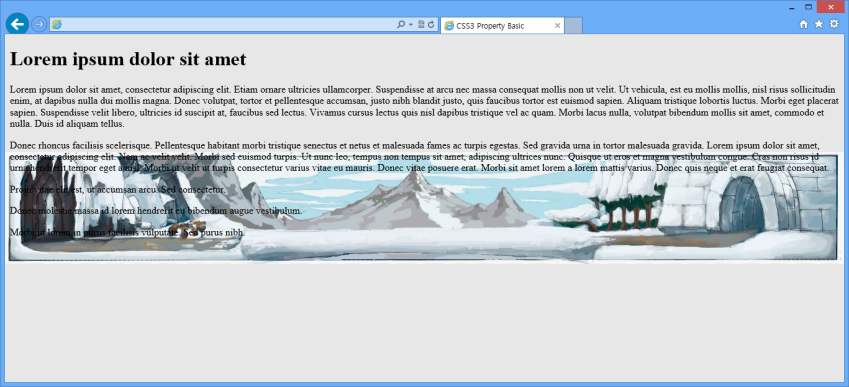 CSS3 Property Basic
Lorem ipsum dolor sit amet
Lorem ipsum dolor sit amet, consectetur adipiscing elit. Etiam ornare ultricies ullamcorper. Suspendisse at arcu nec massa consequat mollis non ut velit. Ut vehicula, est eu mollis mollis, nisl risus sollicitudin
enim, at dapibus nulla dui mollis magna. Donec volutpat, tortor et pellentesque accumsan, justo nibh blandit justo, quis faucibus tortor est euismod sapien. Aliquam tristique lobortis luctus. Morbi eget placerat
sapien. Suspendisse velit libero, ultricies id suscipit at, faucibus sed lectus. Vivamus cursus lectus quis nisl dapibus tristique vel ac quam. Morbi lacus nulla, volutpat bibendum mollis sit amet, commodo et
nulla. Duis id aliquam tellus.
Donec rhoncus facilisis scelerisque. Pellentesque habitant morbi tristique senectus et netus et malesuada fames ac turpis egestas. Sed gravida urna in tortor malesuada gravida. Lorem ipsum dolor sit amet,
consectetur adipiscing elit. Nam ac velit velit. Morbi sed euismod turpis. Ut nunc leo, tempus non tempus sit amet, adipiscing ultrices nunc. Quisque ut eros et magna vestibulum congue. Cras non risus id
urna hendrerit tempor eget a nisl. Morbi ut velit ut turpis consectetur varius vitae eu mauris. Donec vitae posuere erat. Morbi sit amet lorem a lorem mattis varius. Donec quis neque et erat feugiat consequat.
Proin vitae elit est, ut accumsan arcu. Sed consectetur.
Donec molestie massa id lorem hendrerit eu bibendum augue vestibulum.
Morbi ut lorem in purus facilisis vulputate. Sed purus nibh.